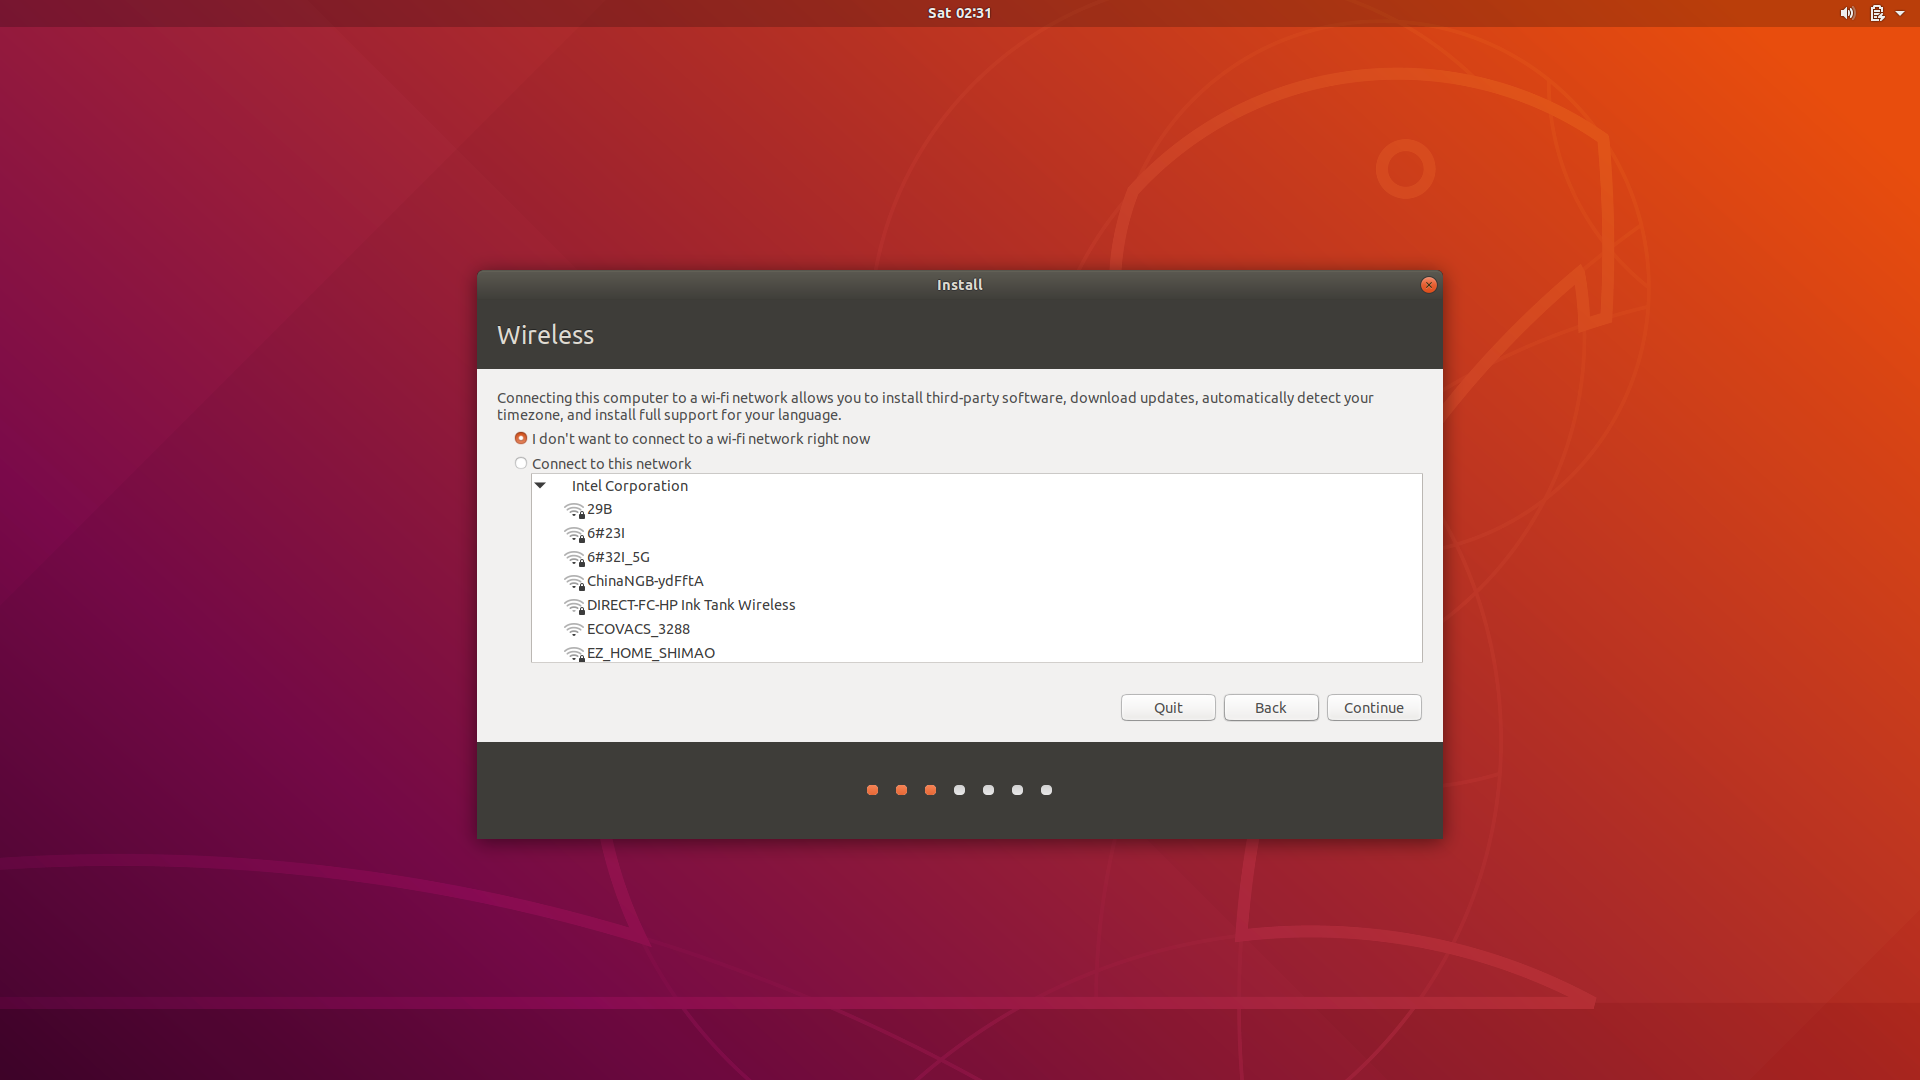 Sat 02:31
Install
Wireless
Connecting this computer to a wi-fi network allows you to install third-party software, download updates, automatically detect your
timezone, and install full support for your language.
I don't want to connect to a wi-fi network right now
Connect to this network
Intel Corporation
29B
6#23I
6#32I_5G
ChinaNGB-ydFftA
DIRECT-FC-HP Ink Tank Wireless
ECOVACS_3288
EZ_HOME_SHIMAO
Quit
Back
Continue